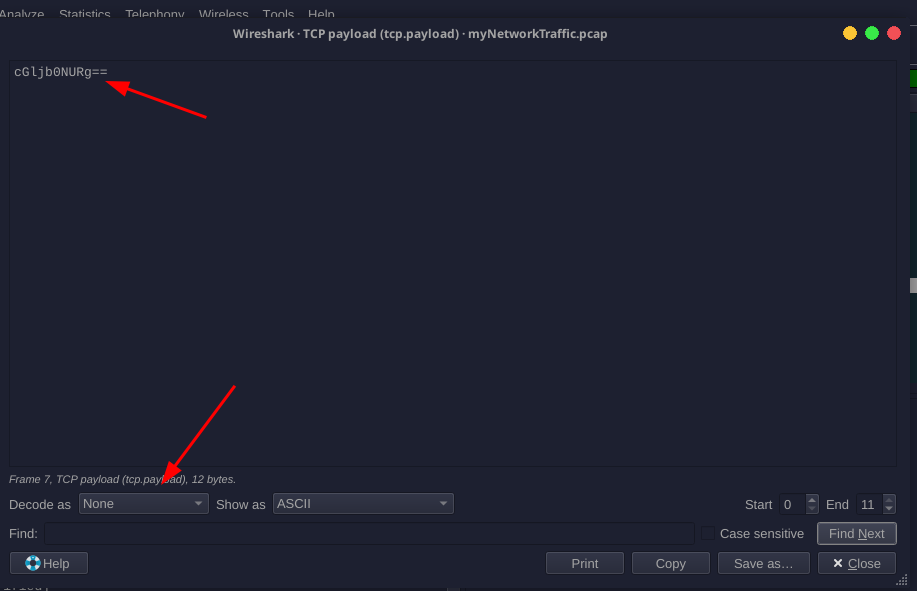 Analyze Statistics Telephony Wireless Tools Help
Wireshark · TCP payload (tcp.payload) · myNetworkTraffic.pcap
cGljb0NURg==
Frame 7, TCP payload (tcp.payload), 12 bytes.
Decode as None Show as ASCII Start 0 End 11
Find: Case sensitive Find Next
Help Print Copy Save as… Close